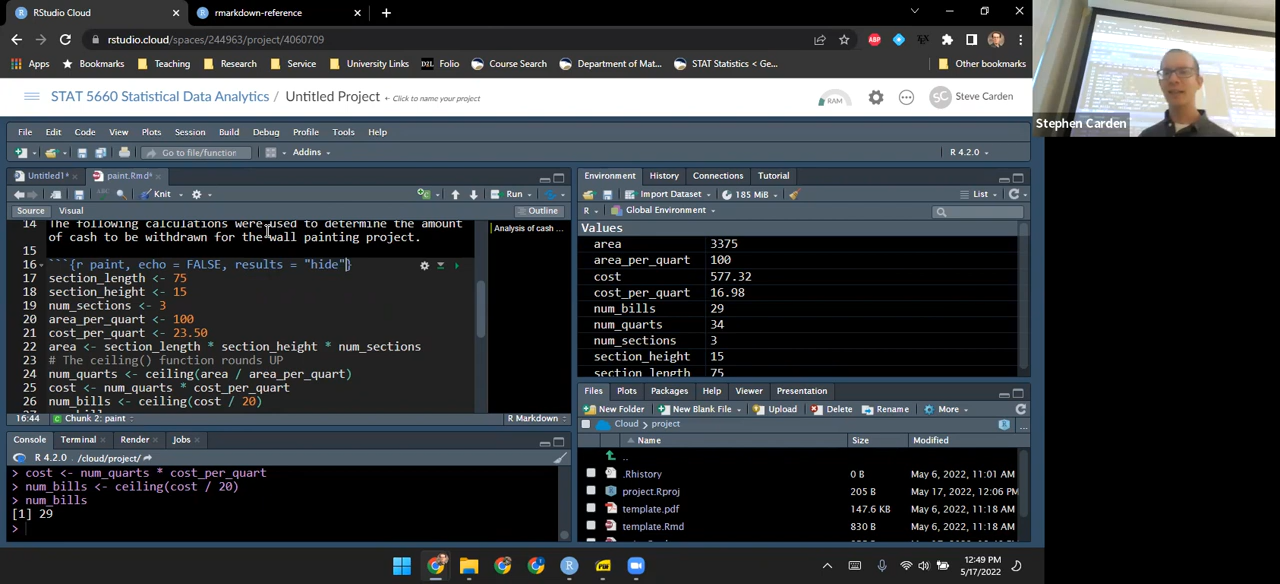 RStudio Cloud
rmarkdown-reference
rstudio.cloud/spaces/244963/project/4060709
Apps
Bookmarks
Teaching
Research
Service
University Links
D2L Folio
Course Search
Department of Mat...
STAT Statistics < Ge...
Other bookmarks
STAT 5660 Statistical Data Analytics / Untitled Project
Click to name your project
RAM
SC Steve Carden
Stephen Carden
File Edit Code View Plots Session Build Debug Profile Tools Help
Go to file/function
Addins
R 4.2.0
Untitled1*
paint.Rmd*
Knit
Run
Source Visual
Outline
14 The following calculations were used to determine the amount
of cash to be withdrawn for the wall painting project.
Analysis of cash ...
15
16 ```{r paint, echo = FALSE, results = "hide"}
17 section_length <- 75
18 section_height <- 15
19 num_sections <- 3
20 area_per_quart <- 100
21 cost_per_quart <- 23.50
22 area <- section_length * section_height * num_sections
23 # The ceiling() function rounds UP
24 num_quarts <- ceiling(area / area_per_quart)
25 cost <- num_quarts * cost_per_quart
26 num_bills <- ceiling(cost / 20)
16:44 Chunk 2: paint R Markdown
Console Terminal Render Jobs
R 4.2.0 . /cloud/project/
> cost <- num_quarts * cost_per_quart
> num_bills <- ceiling(cost / 20)
> num_bills
[1] 29
>
Environment History Connections Tutorial
Import Dataset
185 MiB
List
R Global Environment
Values
area 3375
area_per_quart 100
cost 577.32
cost_per_quart 16.98
num_bills 29
num_quarts 34
num_sections 3
section_height 15
section_length 75
Files Plots Packages Help Viewer Presentation
New Folder New Blank File Upload Delete Rename More
Cloud > project
Name Size Modified
..
.Rhistory 0 B May 6, 2022, 11:01 AM
project.Rproj 205 B May 17, 2022, 12:06 PM
template.pdf 147.6 KB May 6, 2022, 11:18 AM
template.Rmd 830 B May 6, 2022, 11:18 AM
12:49 PM
5/17/2022